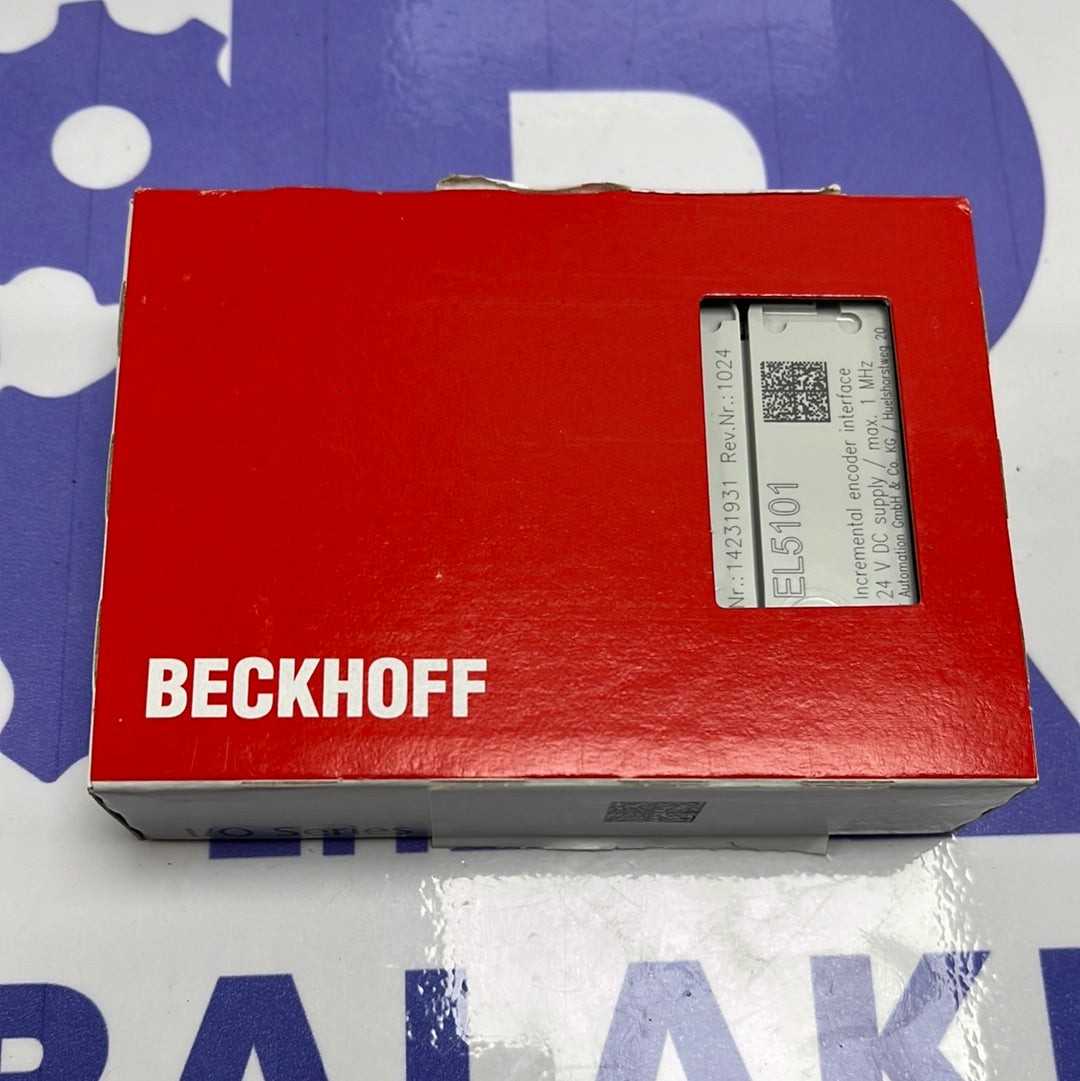 Nr.:14231931 Rev.Nr.:1024
EL5101
Incremental encoder interface
24 V DC supply / max. 1 MHz
Automation GmbH & Co. KG / Huelshorstweg 20
BECKHOFF
I/O Series